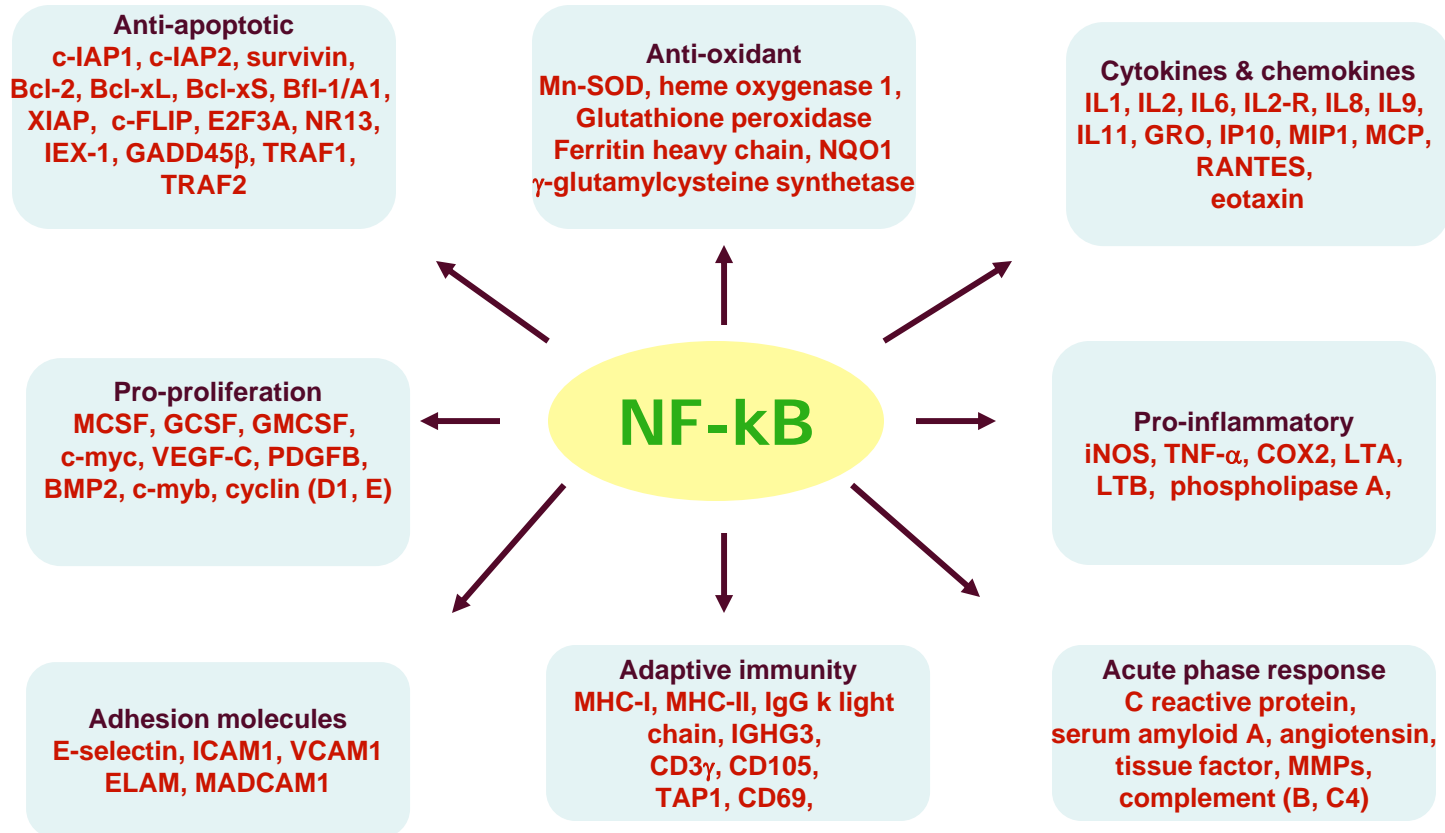 Anti-apoptotic
c-IAP1, c-IAP2, survivin,
Bcl-2, Bcl-xL, Bcl-xS, Bfl-1/A1,
XIAP,  c-FLIP, E2F3A, NR13,
IEX-1, GADD45β, TRAF1,
TRAF2
Anti-oxidant
Mn-SOD, heme oxygenase 1,
Glutathione peroxidase
Ferritin heavy chain, NQO1
γ-glutamylcysteine synthetase
Cytokines & chemokines
IL1, IL2, IL6, IL2-R, IL8, IL9,
IL11, GRO, IP10, MIP1, MCP,
RANTES,
eotaxin
Pro-proliferation
MCSF, GCSF, GMCSF,
c-myc, VEGF-C, PDGFB,
BMP2, c-myb, cyclin (D1, E)
NF-kB
Pro-inflammatory
iNOS, TNF-α, COX2, LTA,
LTB,  phospholipase A,
Adhesion molecules
E-selectin, ICAM1, VCAM1
ELAM, MADCAM1
Adaptive immunity
MHC-I, MHC-II, IgG k light
chain, IGHG3,
CD3γ, CD105,
TAP1, CD69,
Acute phase response
C reactive protein,
serum amyloid A, angiotensin,
tissue factor, MMPs,
complement (B, C4)